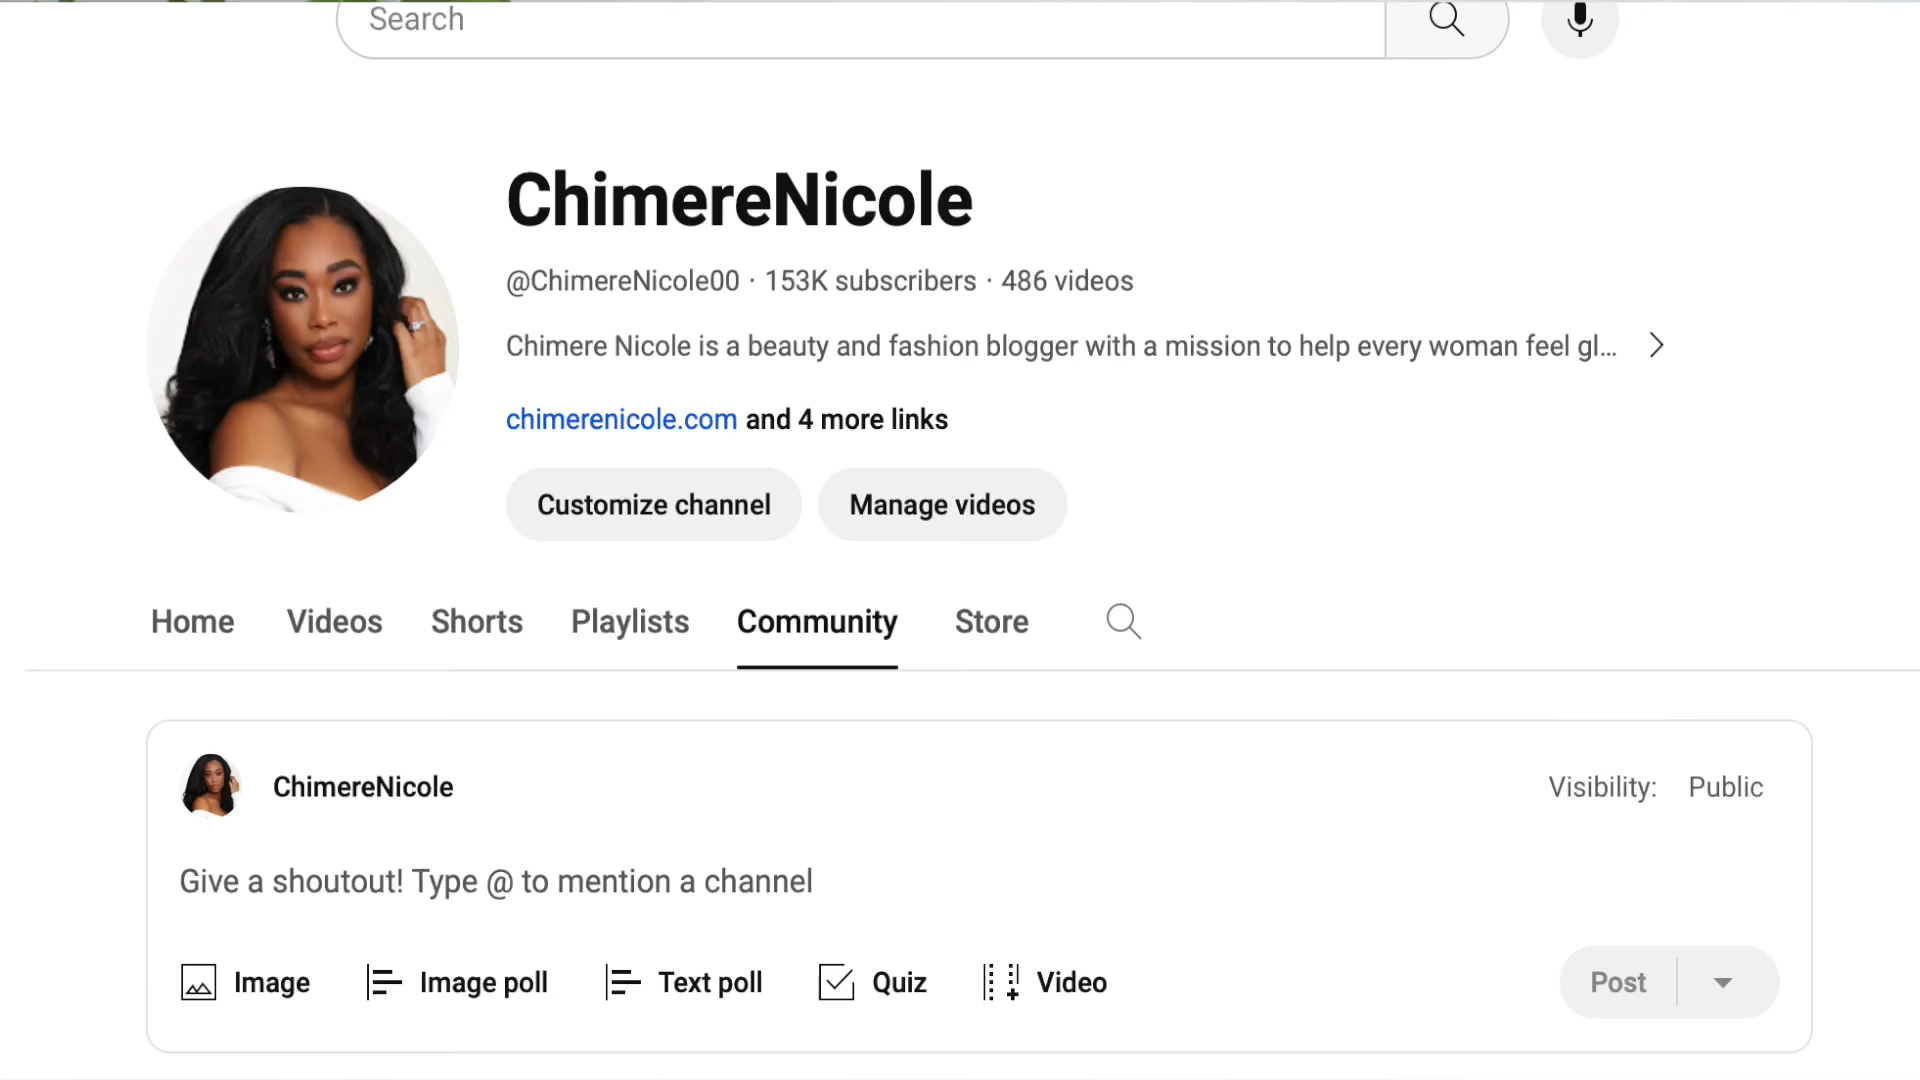 Search
ChimereNicole
@ChimereNicole00 · 153K subscribers · 486 videos
Chimere Nicole is a beauty and fashion blogger with a mission to help every woman feel gl...
chimerenicole.com and 4 more links
Customize channel Manage videos
Home Videos Shorts Playlists Community Store
ChimereNicole Visibility: Public
Give a shoutout! Type @ to mention a channel
Image Image poll Text poll Quiz Video Post